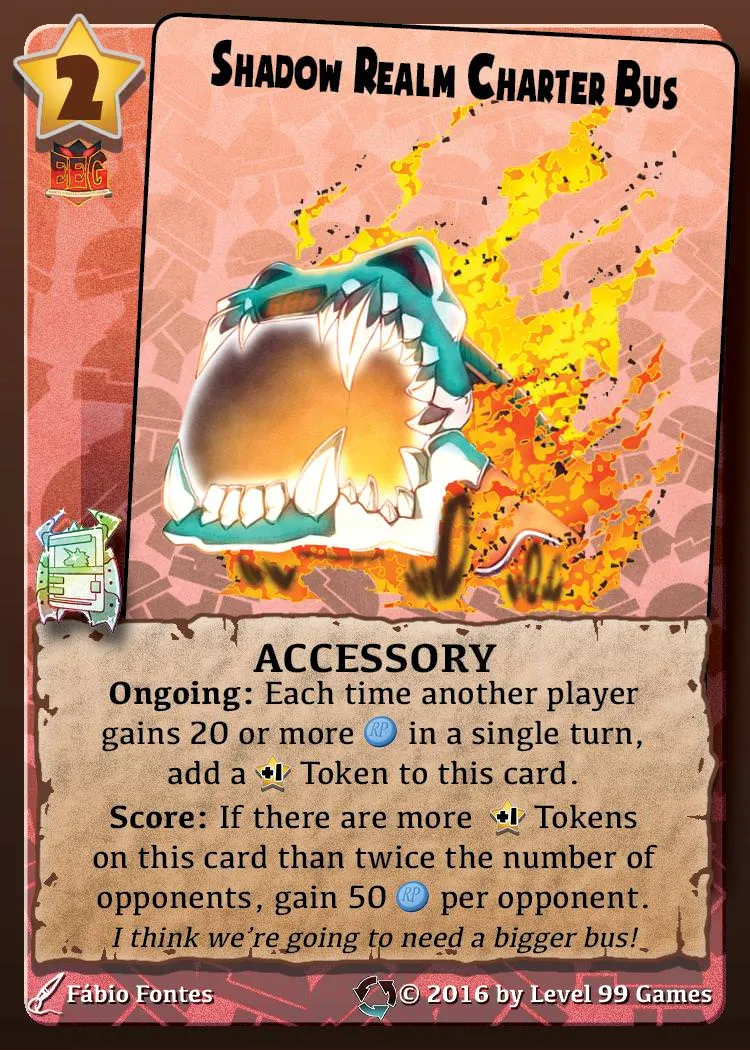 2
SHADOW REALM CHARTER BUS
EEG
ACCESSORY
Ongoing: Each time another player
gains 20 or more RP in a single turn,
add a +1 Token to this card.
Score: If there are more +1 Tokens
on this card than twice the number of
opponents, gain 50 RP per opponent.
I think we're going to need a bigger bus!
Fábio Fontes
© 2016 by Level 99 Games